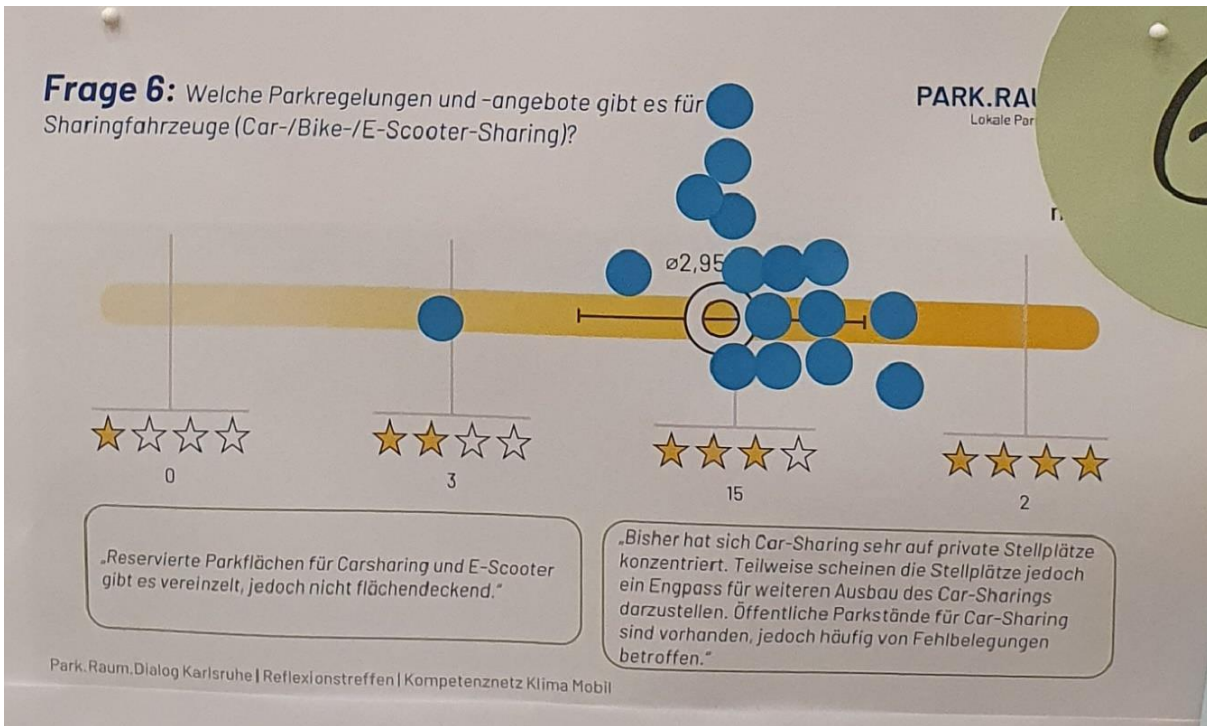 Frage 6: Welche Parkregelungen und -angebote gibt es für
Sharingfahrzeuge (Car-/Bike-/E-Scooter-Sharing)?
PARK.RAU
Lokale Par
ø2,95
0
3
15
2
„Reservierte Parkflächen für Carsharing und E-Scooter
gibt es vereinzelt, jedoch nicht flächendeckend.“
„Bisher hat sich Car-Sharing sehr auf private Stellplätze
konzentriert. Teilweise scheinen die Stellplätze jedoch
ein Engpass für weiteren Ausbau des Car-Sharings
darzustellen. Öffentliche Parkstände für Car-Sharing
sind vorhanden, jedoch häufig von Fehlbelegungen
betroffen.“
Park.Raum.Dialog Karlsruhe | Reflexionstreffen | Kompetenznetz Klima Mobil